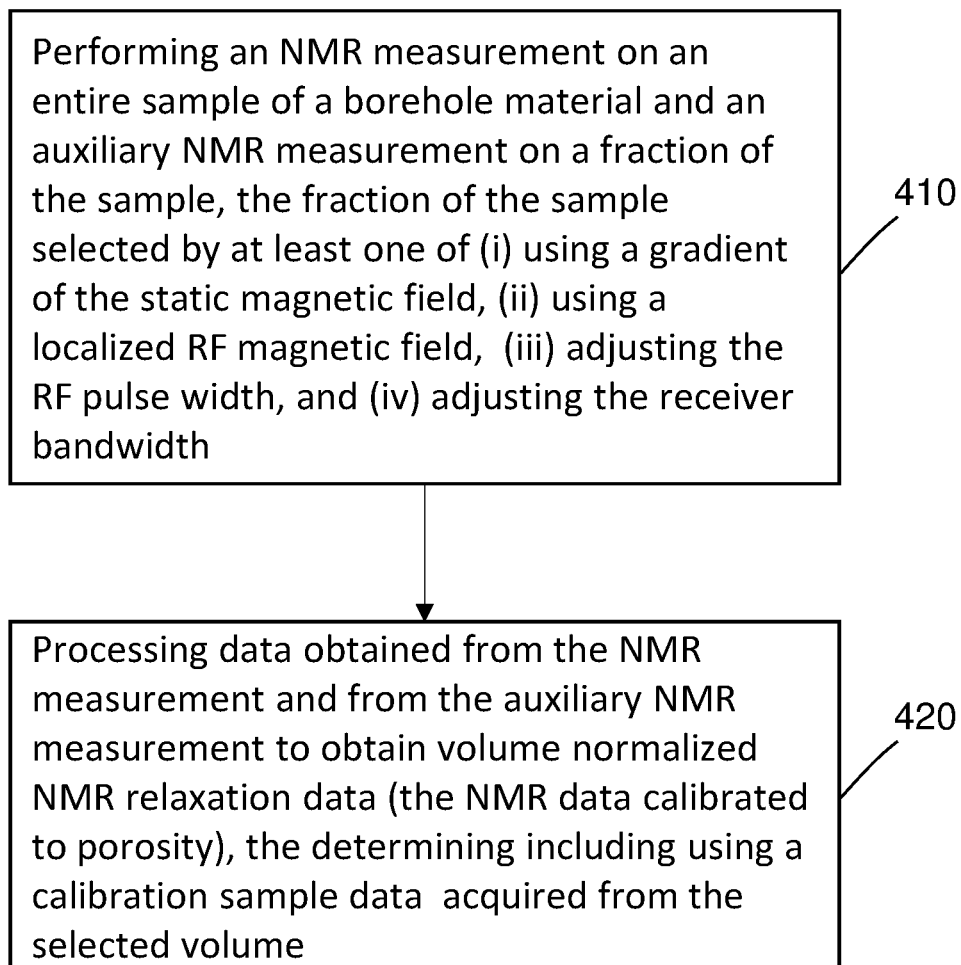 Performing an NMR measurement on an
entire sample of a borehole material and an
auxiliary NMR measurement on a fraction of
the sample, the fraction of the sample
selected by at least one of (i) using a gradient
of the static magnetic field, (ii) using a
localized RF magnetic field, (iii) adjusting the
RF pulse width, and (iv) adjusting the receiver
bandwidth
410
Processing data obtained from the NMR
measurement and from the auxiliary NMR
measurement to obtain volume normalized
NMR relaxation data (the NMR data calibrated
to porosity), the determining including using a
calibration sample data acquired from the
selected volume
420